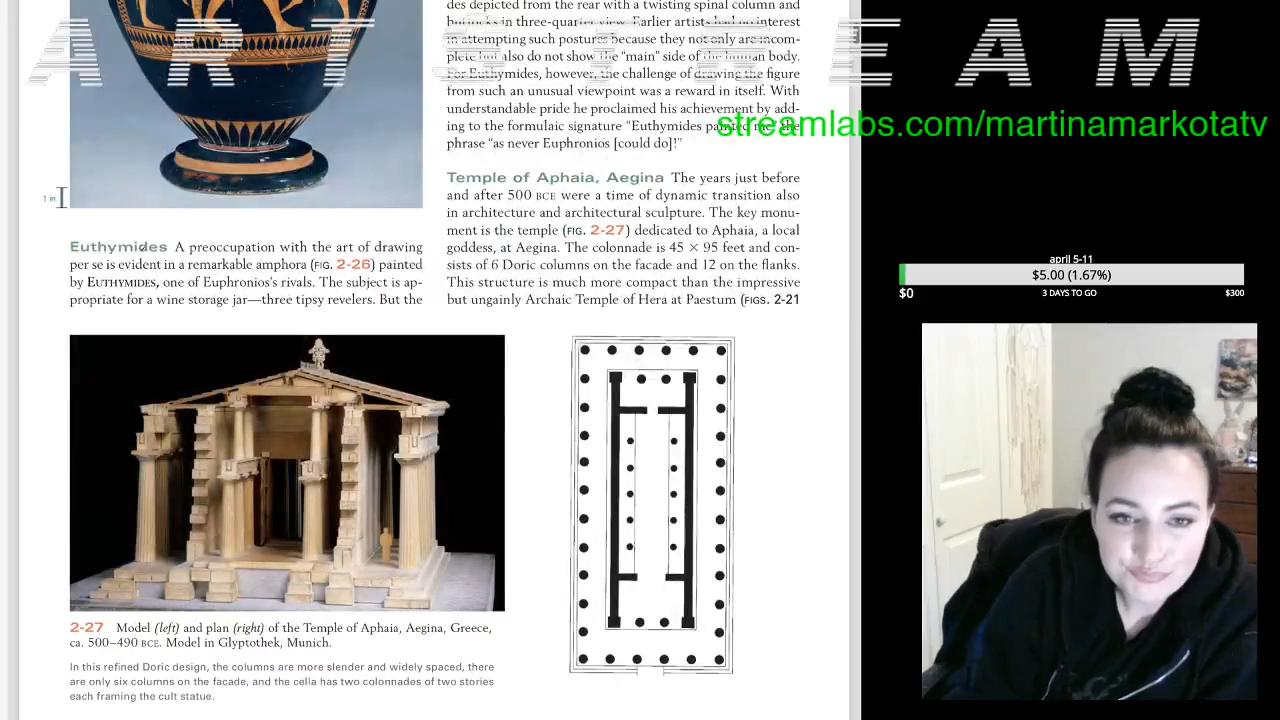 ART STREAM
streamlabs.com/martinamarkotatv
des depicted from the rear with a twisting spinal column and
buttocks in three-quarter view. Earlier artists had no interest
in attempting such postures because they not only are incom-
plete but also do not show the “main” side of the human body.
For Euthymides, however, the challenge of drawing the figure
from such an unusual viewpoint was a reward in itself. With
understandable pride he proclaimed his achievement by add-
ing to the formulaic signature “Euthymides painted me” the
phrase “as never Euphronios [could do]!”
1 in
Euthymides A preoccupation with the art of drawing
per se is evident in a remarkable amphora (FIG. 2-26) painted
by EUTHYMIDES, one of Euphronios’s rivals. The subject is ap-
propriate for a wine storage jar—three tipsy revelers. But the
Temple of Aphaia, Aegina The years just before
and after 500 BCE were a time of dynamic transition also
in architecture and architectural sculpture. The key monu-
ment is the temple (FIG. 2-27) dedicated to Aphaia, a local
goddess, at Aegina. The colonnade is 45 × 95 feet and con-
sists of 6 Doric columns on the facade and 12 on the flanks.
This structure is much more compact than the impressive
but ungainly Archaic Temple of Hera at Paestum (FIGS. 2-21
2-27 Model (left) and plan (right) of the Temple of Aphaia, Aegina, Greece,
ca. 500–490 BCE. Model in Glyptothek, Munich.
In this refined Doric design, the columns are more slender and widely spaced, there
are only six columns on the facade, and the cella has two colonnades of two stories
each framing the cult statue.
april 5-11
$5.00 (1.67%)
$0
3 DAYS TO GO
$300